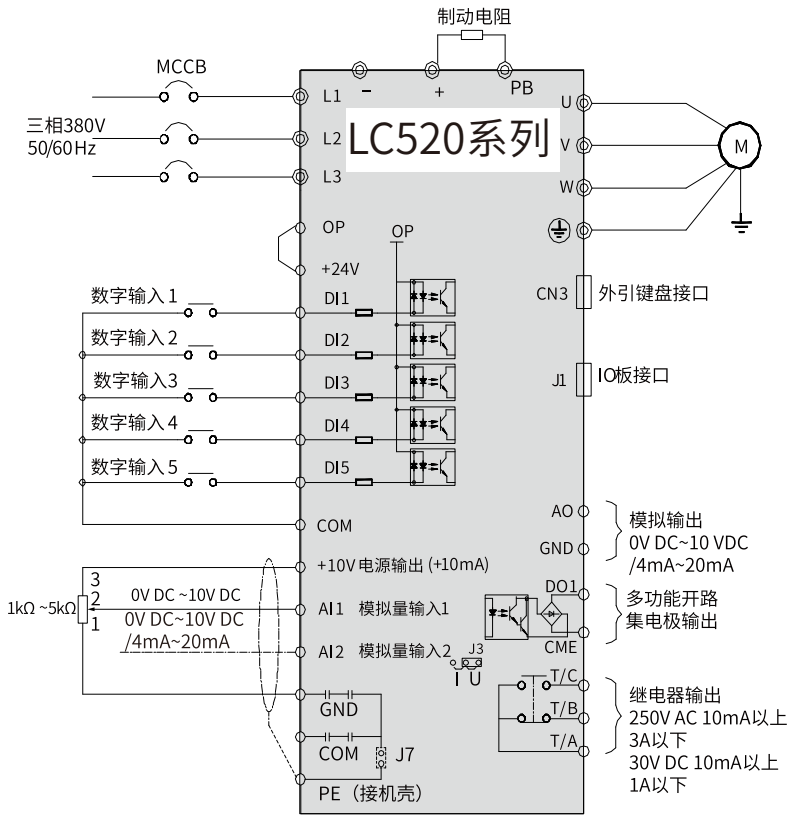 制动电阻
MCCB
三相380V
50/60Hz
L1
L2
L3
−
+
PB
LC520系列
U
V
W
M
OP
+24V
OP
数字输入1
DI1
数字输入2
DI2
数字输入3
DI3
数字输入4
DI4
数字输入5
DI5
COM
CN3
外引键盘接口
J1
IO板接口
AO
GND
模拟输出
0V DC~10 VDC
/4mA~20mA
+10V 电源输出 (+10mA)
1kΩ ~5kΩ
3
2
1
0V DC ~10V DC
AI1 模拟量输入1
0V DC~10V DC
/4mA~20mA
AI2 模拟量输入2
J3
I U
DO1
CME
多功能开路
集电极输出
GND
COM
J7
PE（接机壳）
T/C
T/B
T/A
继电器输出
250V AC 10mA以上
3A以下
30V DC 10mA以上
1A以下